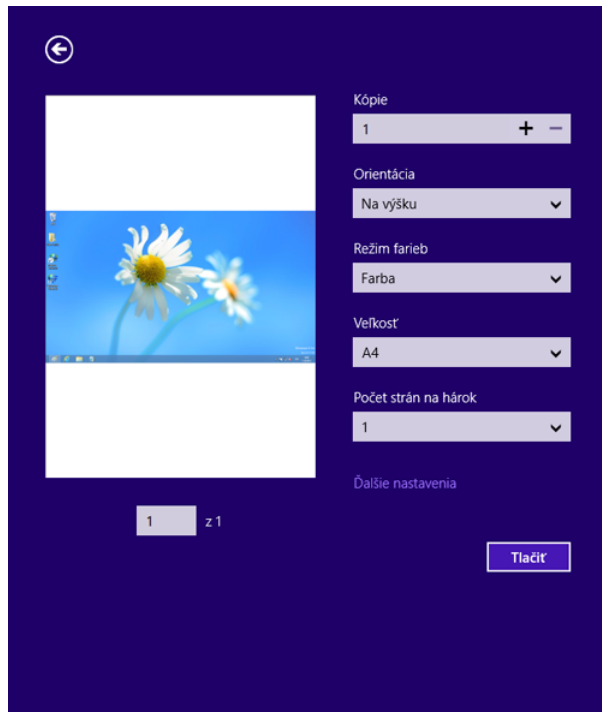 Kópie
1
Orientácia
Na výšku
Režim farieb
Farba
Veľkosť
A4
Počet strán na hárok
1
Ďalšie nastavenia
1 z 1
Tlačiť